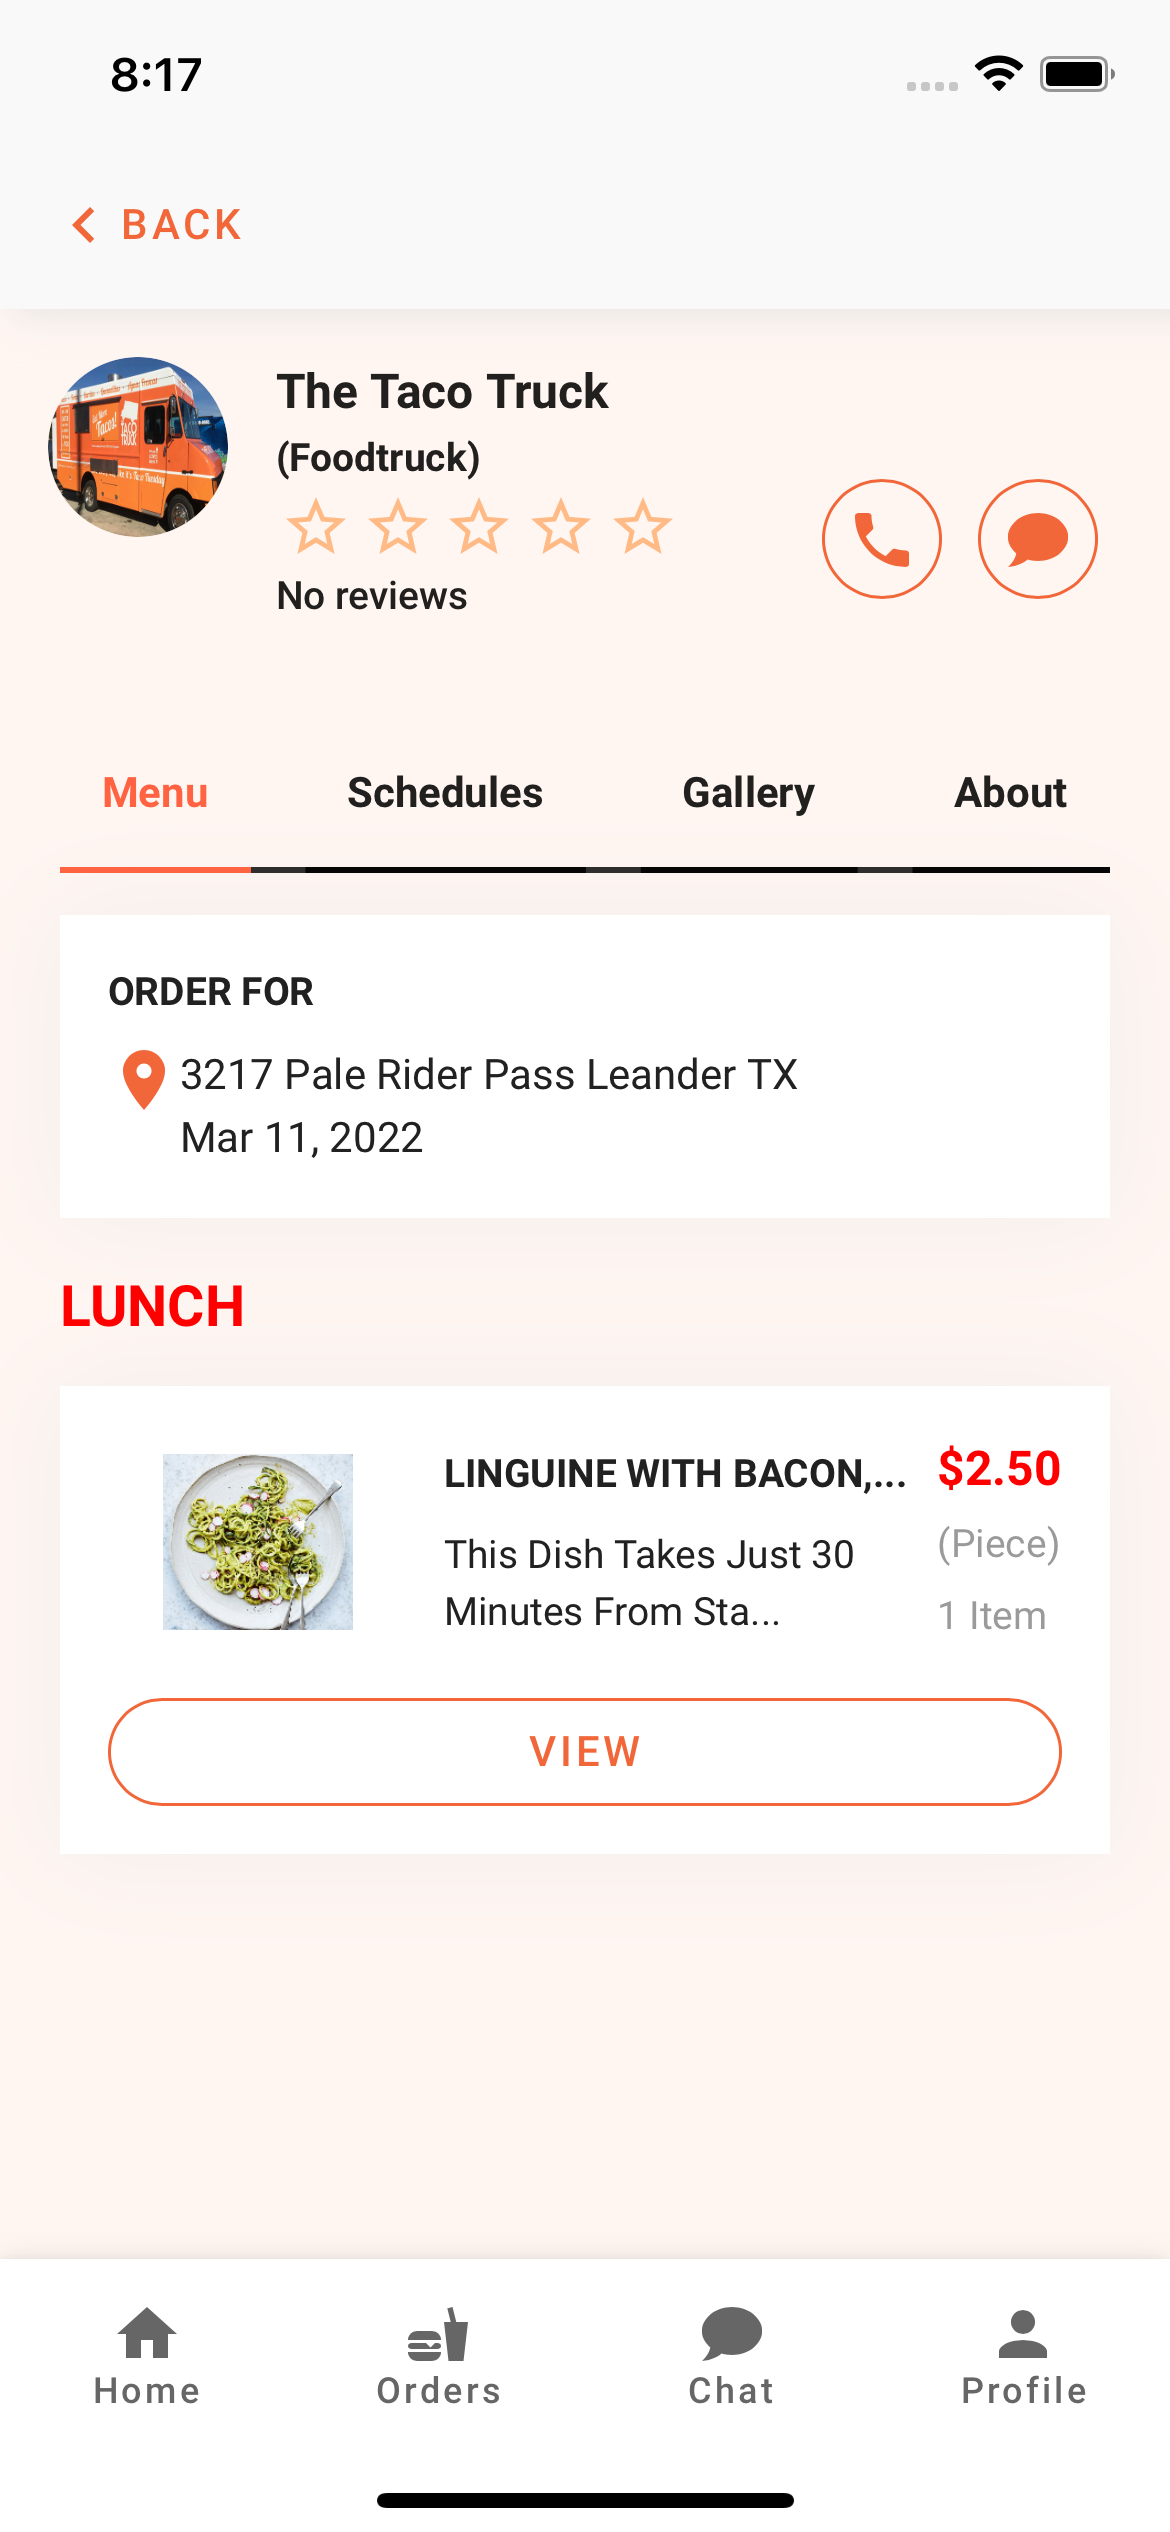 8:17
BACK
The Taco Truck
(Foodtruck)
No reviews
Menu Schedules Gallery About
ORDER FOR
3217 Pale Rider Pass Leander TX
Mar 11, 2022
LUNCH
LINGUINE WITH BACON,... $2.50
This Dish Takes Just 30 (Piece)
Minutes From Sta... 1 Item
VIEW
Home Orders Chat Profile